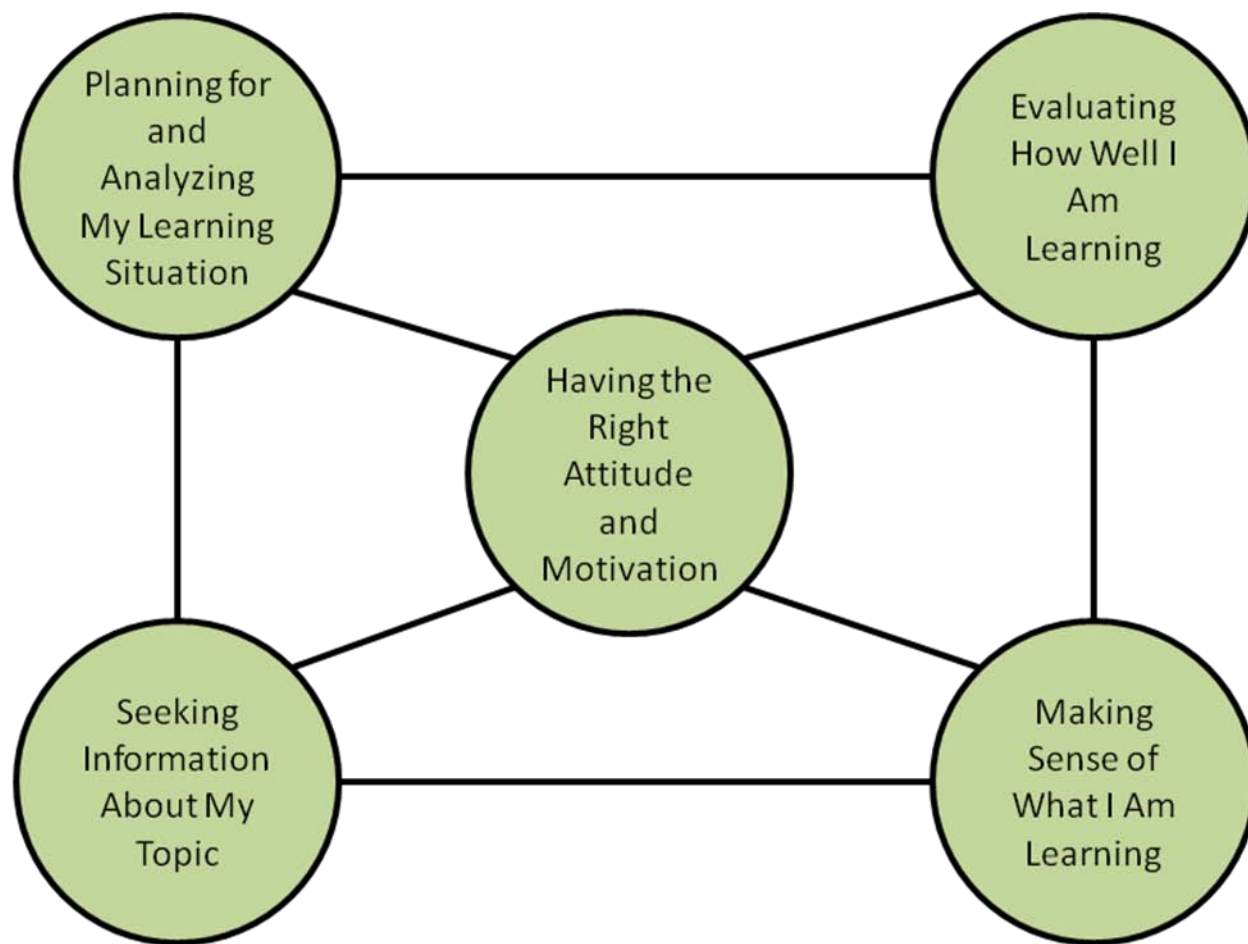 Planning for
and
Analyzing
My Learning
Situation
Evaluating
How Well I
Am
Learning
Having the
Right
Attitude
and
Motivation
Seeking
Information
About My
Topic
Making
Sense of
What I Am
Learning